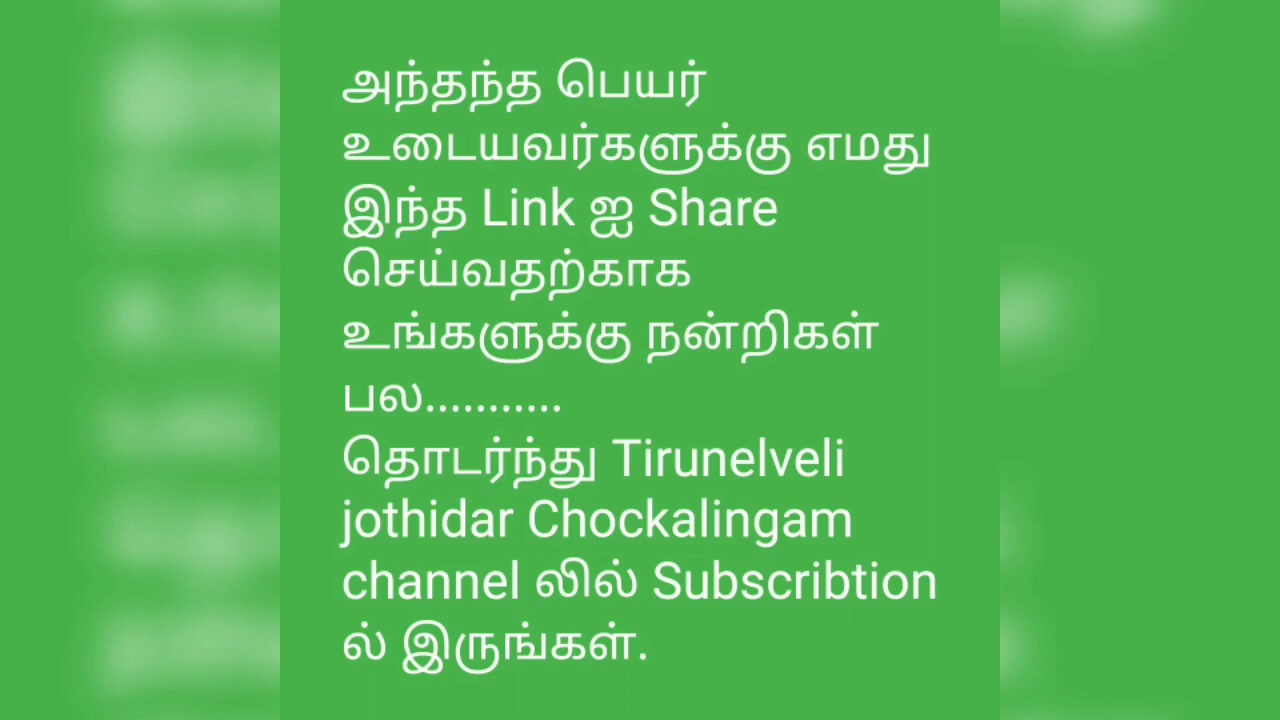 அந்தந்த பெயர்
உடையவர்களுக்கு எமது
இந்த Link ஐ Share
செய்வதற்காக
உங்களுக்கு நன்றிகள்
பல...........
தொடர்ந்து Tirunelveli
jothidar Chockalingam
channel லில் Subscribtion
ல் இருங்கள்.